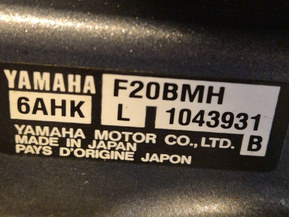 YAMAHA F20BMH
6AHK L 1043931
YAMAHA MOTOR CO., LTD. B
MADE IN JAPAN
PAYS D'ORIGINE JAPON